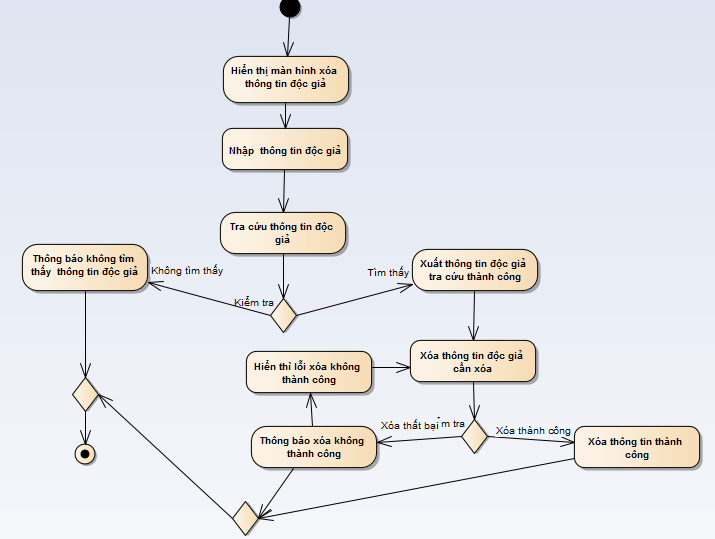 Hiển thị màn hình xóa
thông tin độc giả
Nhập thông tin độc giả
Tra cứu thông tin độc
giả
Thông báo không tìm
thấy thông tin độc giả
Không tìm thấy
Kiểm tra
Tìm thấy
Xuất thông tin độc giả
tra cứu thành công
Hiển thỉ lỗi xóa không
thành công
Xóa thông tin độc giả
cần xóa
Thông báo xóa không
thành công
Xóa thất bại
m tra
Xóa thành công
Xóa thông tin thành
công